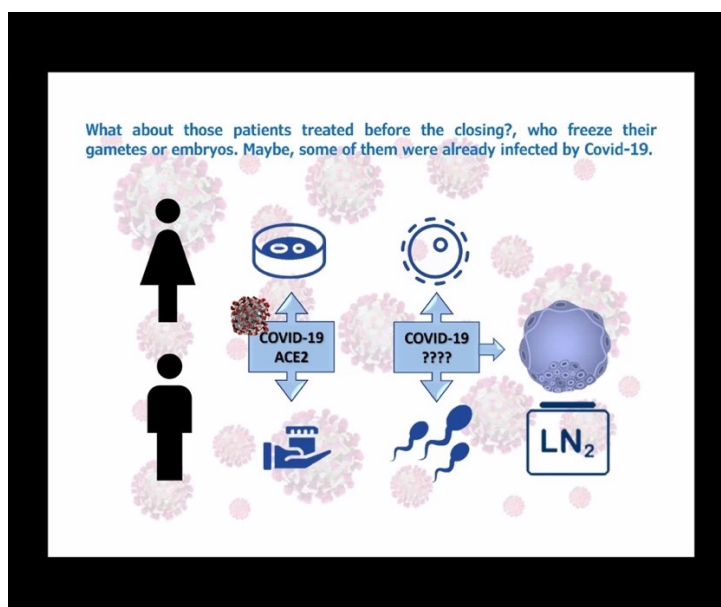 What about those patients treated before the closing?, who freeze their
gametes or embryos. Maybe, some of them were already infected by Covid-19.
COVID-19
ACE2
COVID-19
????
LN₂